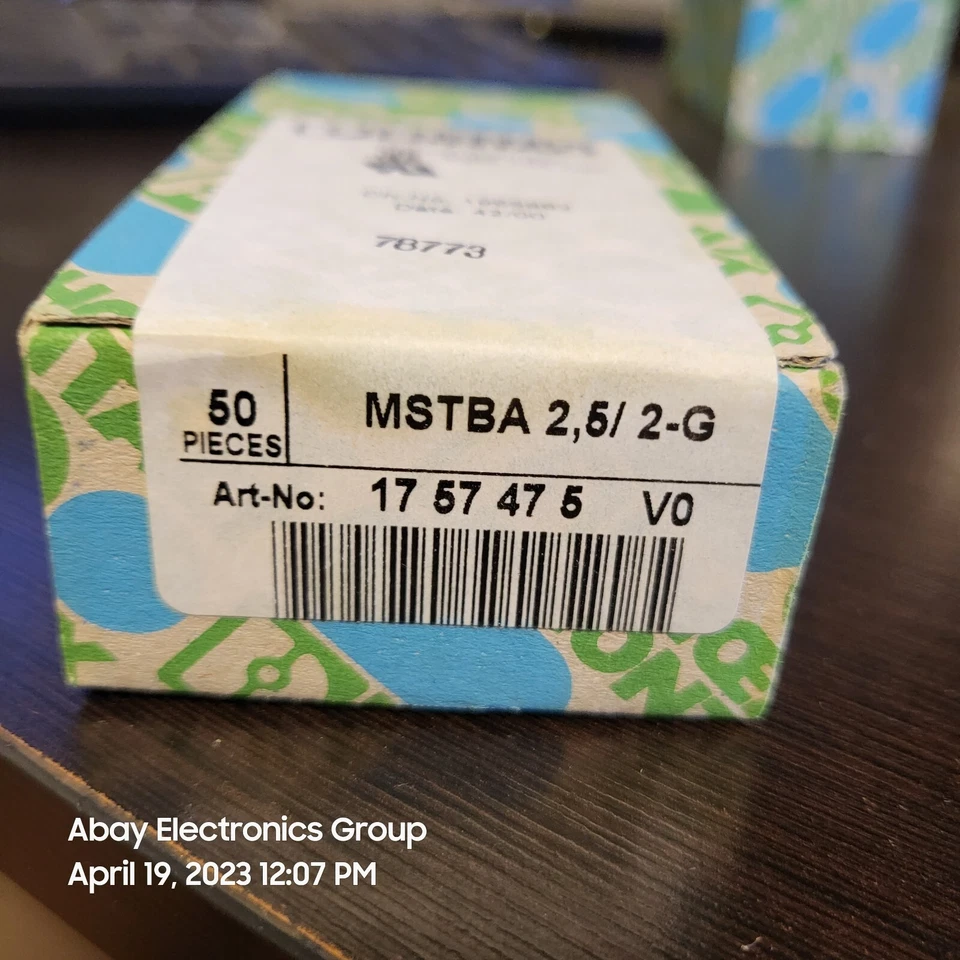 78773
50
PIECES
MSTBA 2,5/ 2-G
Art-No: 17 57 47 5 V0
Abay Electronics Group
April 19, 2023 12:07 PM